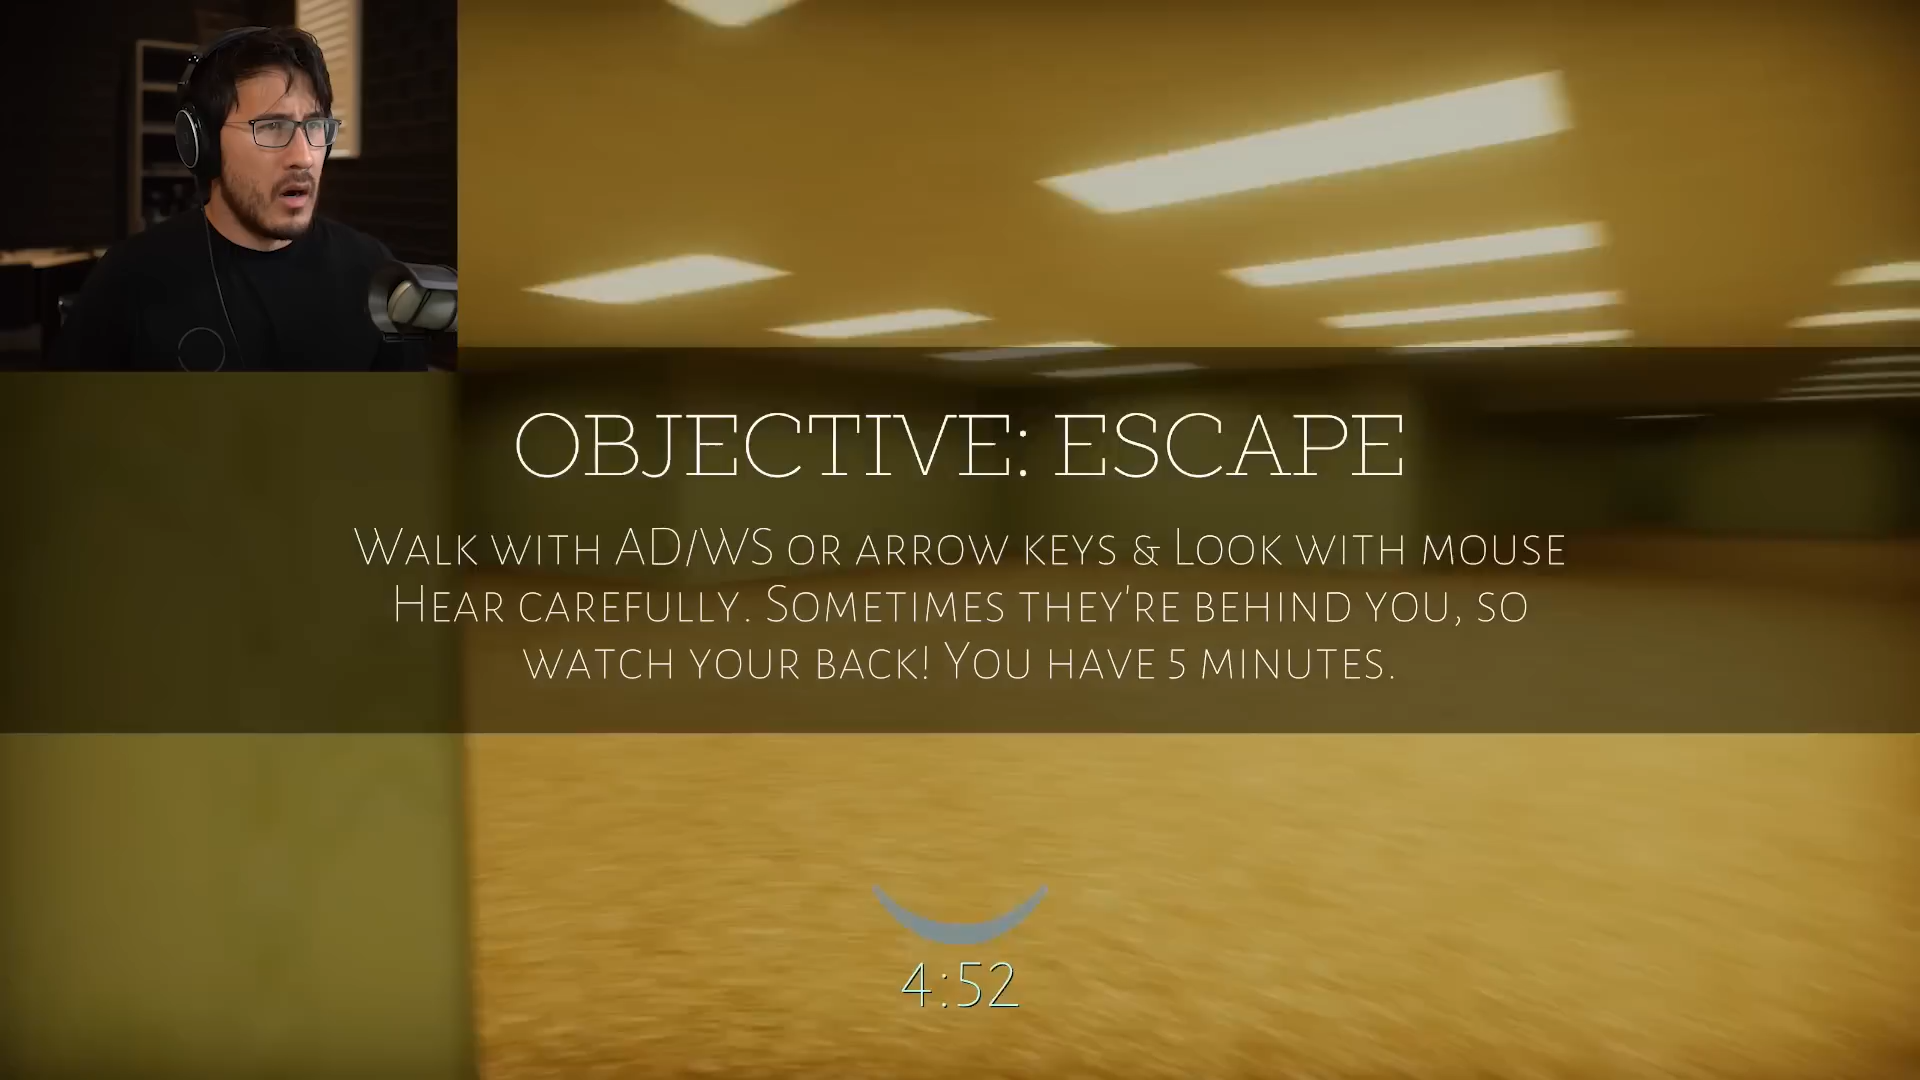 OBJECTIVE: ESCAPE
WALK WITH AD/WS OR ARROW KEYS & LOOK WITH MOUSE
HEAR CAREFULLY. SOMETIMES THEY'RE BEHIND YOU, SO
WATCH YOUR BACK! YOU HAVE 5 MINUTES.
4:52